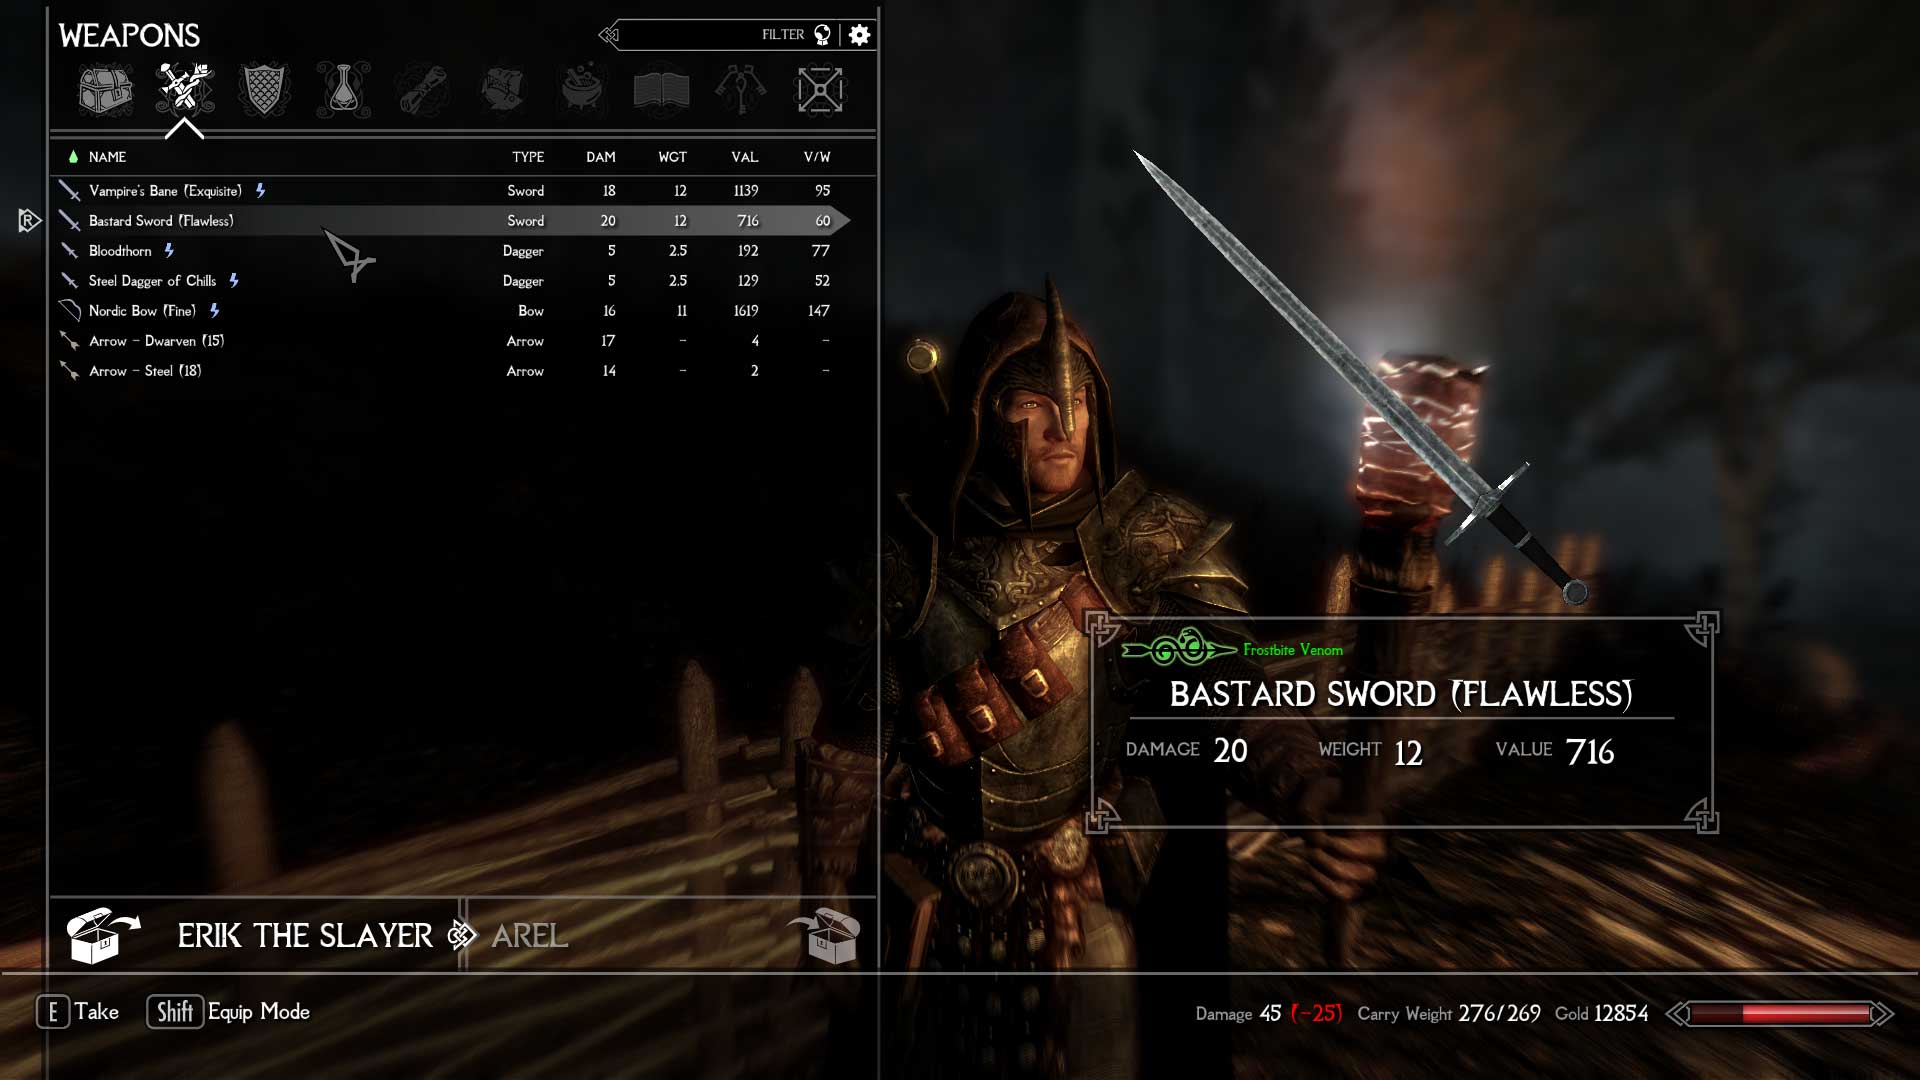 WEAPONS
FILTER
NAME TYPE DAM WGT VAL V/W
Vampire's Bane (Exquisite) Sword 18 12 1139 95
R
Bastard Sword (Flawless) Sword 20 12 716 60
Bloodthorn Dagger 5 2.5 192 77
Steel Dagger of Chills Dagger 5 2.5 129 52
Nordic Bow (Fine) Bow 16 11 1619 147
Arrow – Dwarven (15) Arrow 17 – 4 –
Arrow – Steel (18) Arrow 14 – 2 –
Frostbite Venom
BASTARD SWORD (FLAWLESS)
DAMAGE 20 WEIGHT 12 VALUE 716
ERIK THE SLAYER AREL
E Take Shift Equip Mode
Damage 45 (-25) Carry Weight 276/269 Gold 12854